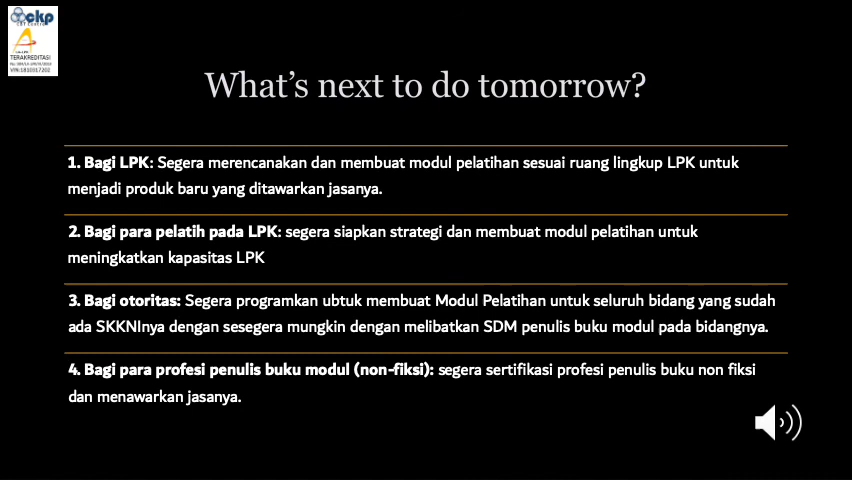 ckp
TERAKREDITASI
What's next to do tomorrow?
1. Bagi LPK: Segera merencanakan dan membuat modul pelatihan sesuai ruang lingkup LPK untuk
menjadi produk baru yang ditawarkan jasanya.
2. Bagi para pelatih pada LPK: segera siapkan strategi dan membuat modul pelatihan untuk
meningkatkan kapasitas LPK
3. Bagi otoritas: Segera programkan ubtuk membuat Modul Pelatihan untuk seluruh bidang yang sudah
ada SKKNInya dengan sesegera mungkin dengan melibatkan SDM penulis buku modul pada bidangnya.
4. Bagi para profesi penulis buku modul (non-fiksi): segera sertifikasi profesi penulis buku non fiksi
dan menawarkan jasanya.